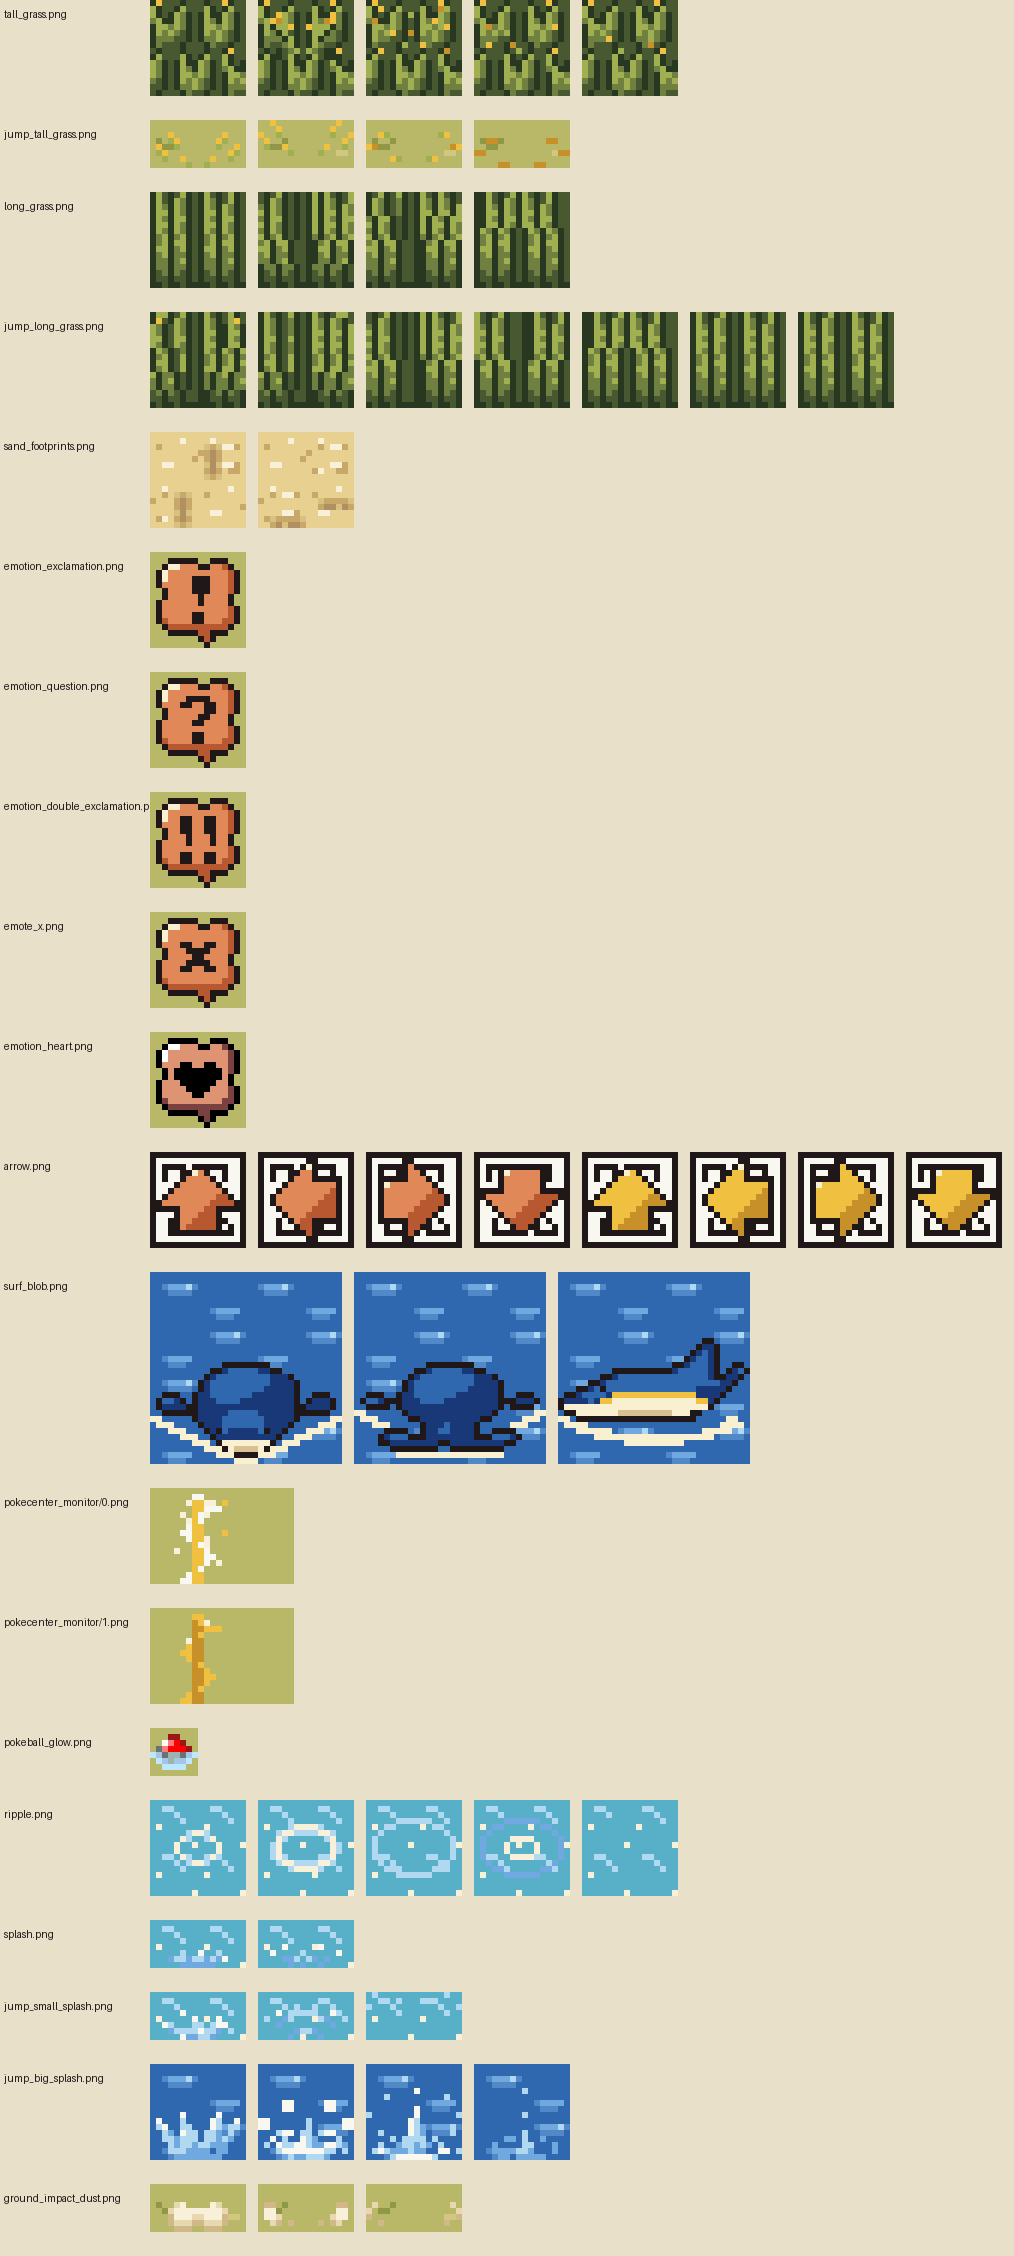 tall_grass.png
jump_tall_grass.png
long_grass.png
jump_long_grass.png
sand_footprints.png
emotion_exclamation.png
!
emotion_question.png
?
emotion_double_exclamation.p
!!
emote_x.png
emotion_heart.png
arrow.png
surf_blob.png
pokecenter_monitor/0.png
pokecenter_monitor/1.png
pokeball_glow.png
ripple.png
splash.png
jump_small_splash.png
jump_big_splash.png
ground_impact_dust.png